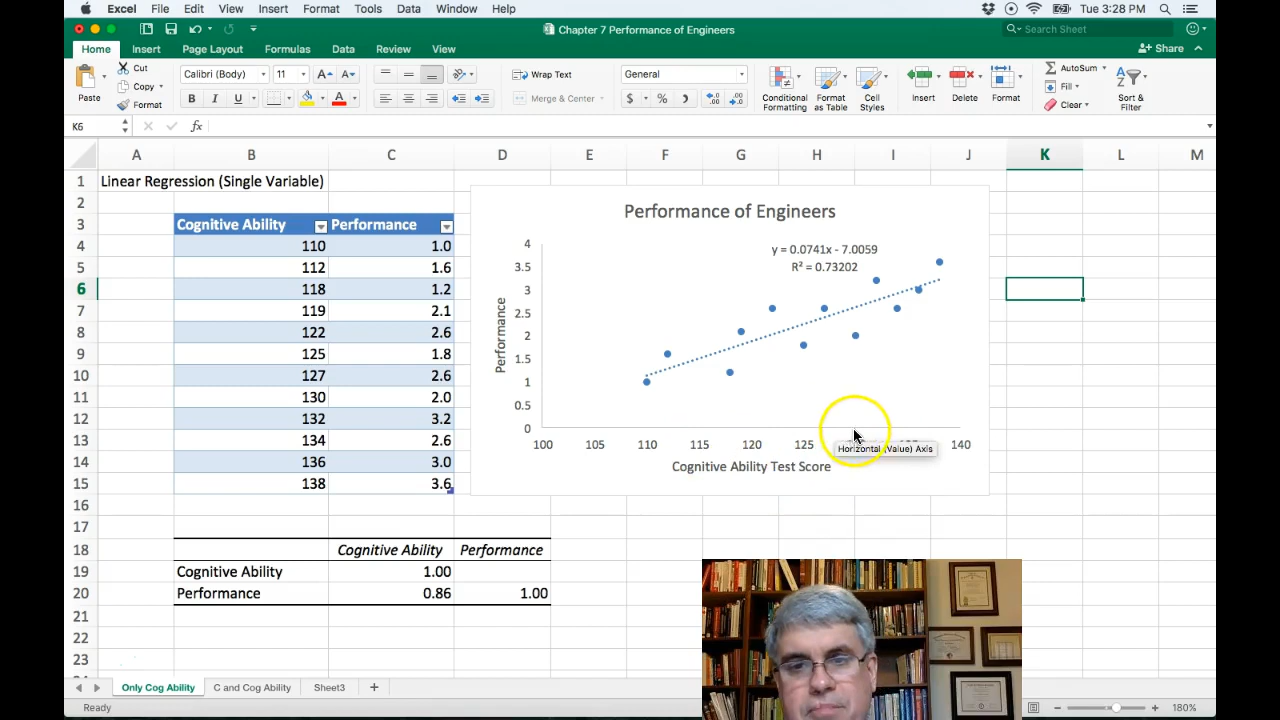 Excel File Edit View Insert Format Tools Data Window Help Tue 3:28 PM
Chapter 7 Performance of Engineers
Search Sheet
Home Insert Page Layout Formulas Data Review View Share
Paste Cut Copy Format
Calibri (Body) 11 A A
B I U A
Wrap Text
Merge & Center
General
$ %
Conditional Formatting
Format as Table
Cell Styles
Insert Delete Format
AutoSum
Fill
Clear
Sort & Filter
K6 fx
A B C D E F G H I J K L M
1 Linear Regression (Single Variable)
2
3 Cognitive Ability Performance
4 110 1.0
5 112 1.6
6 118 1.2
7 119 2.1
8 122 2.6
9 125 1.8
10 127 2.6
11 130 2.0
12 132 3.2
13 134 2.6
14 136 3.0
15 138 3.6
16
17
18 Cognitive Ability Performance
19 Cognitive Ability 1.00
20 Performance 0.86 1.00
21
22
23
Performance of Engineers
y = 0.0741x - 7.0059
R² = 0.73202
Performance
4
3.5
3
2.5
2
1.5
1
0.5
0
100 105 110 115 120 125 140
Horizontal (Value) Axis
Cognitive Ability Test Score
Only Cog Ability C and Cog Ability Sheet3 +
Ready 180%